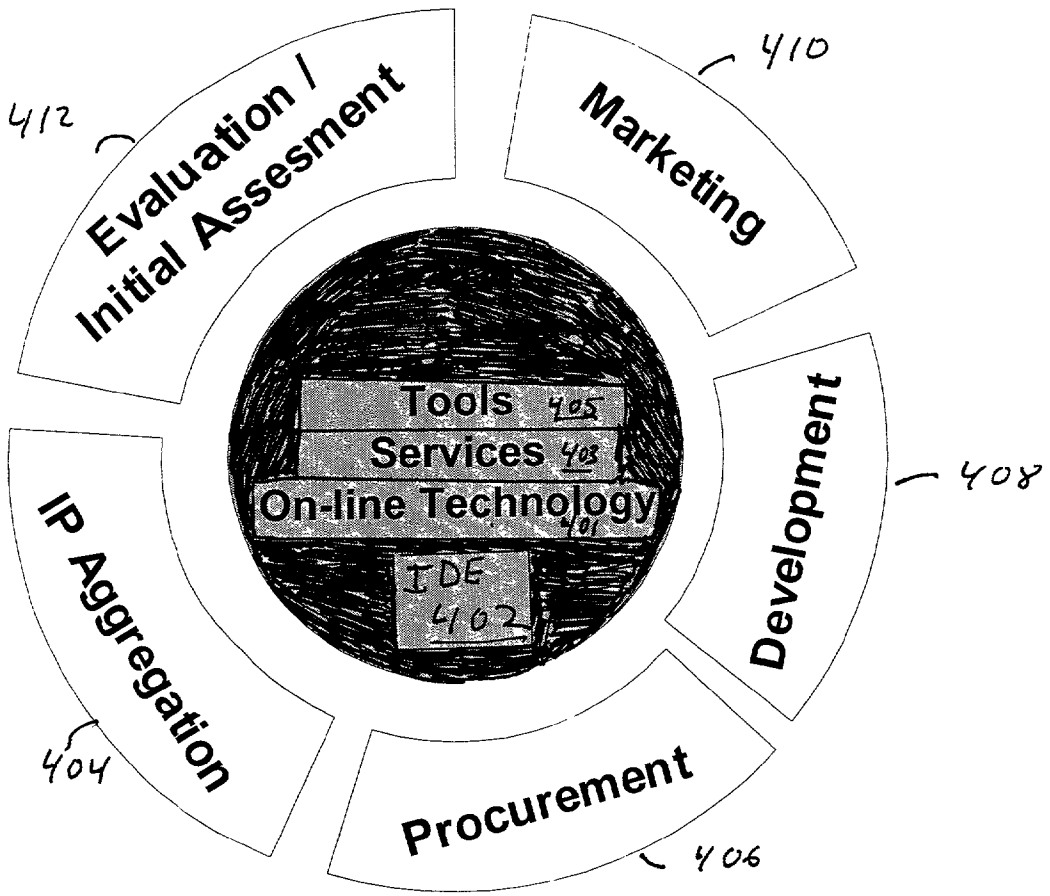 412
Evaluation /
Initial Assesment
410
Marketing
Tools 405
Services 403
On-line Technology
401
IDE
402
Development
408
IP Aggregation
404
Procurement
406